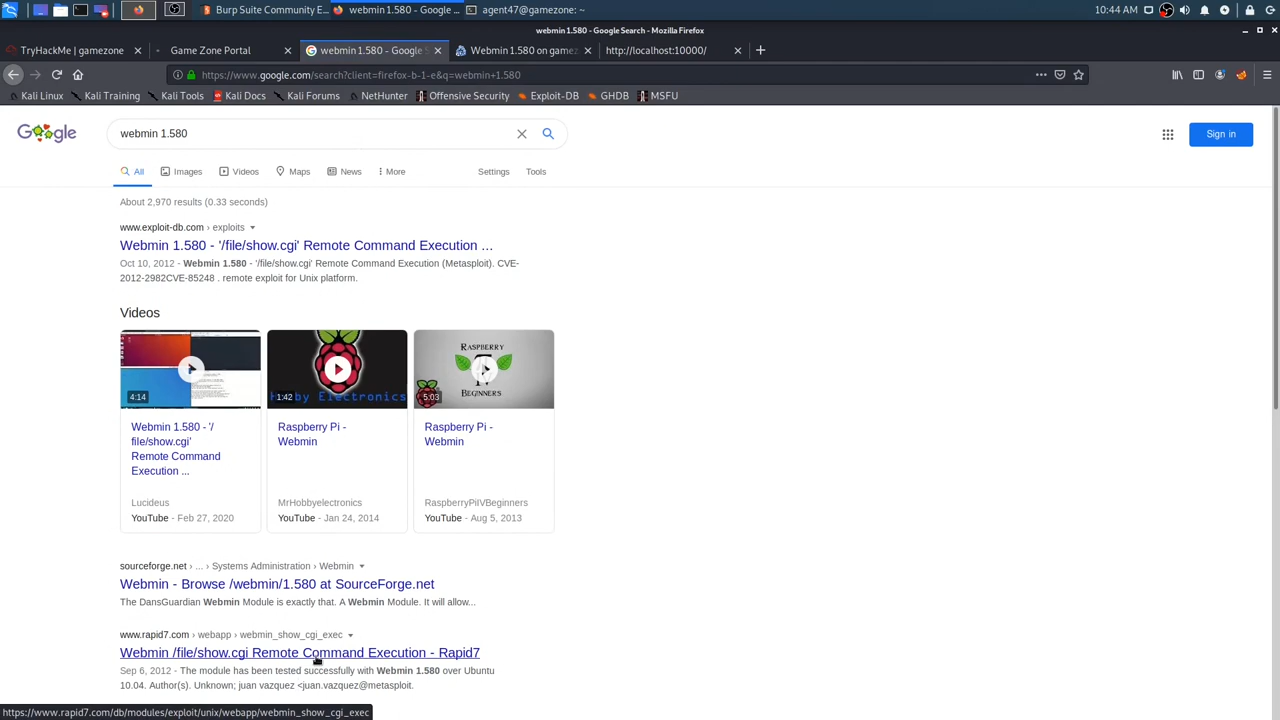 Burp Suite Community E...
webmin 1.580 - Google ...
agent47@gamezone: ~
10:44 AM
webmin 1.580 - Google Search - Mozilla Firefox
TryHackMe | gamezone
Game Zone Portal
webmin 1.580 - Google S
Webmin 1.580 on game
http://localhost:10000/
https://www.google.com/search?client=firefox-b-1-e&q=webmin+1.580
Kali Linux
Kali Training
Kali Tools
Kali Docs
Kali Forums
NetHunter
Offensive Security
Exploit-DB
GHDB
MSFU
Google
webmin 1.580
Sign in
All
Images
Videos
Maps
News
More
Settings
Tools
About 2,970 results (0.33 seconds)
www.exploit-db.com › exploits
Webmin 1.580 - '/file/show.cgi' Remote Command Execution ...
Oct 10, 2012 - Webmin 1.580 - '/file/show.cgi' Remote Command Execution (Metasploit). CVE-
2012-2982CVE-85248 . remote exploit for Unix platform.
Videos
4:14
1:42
by Electronics
RASPBERRY
BEGINNERS
5:03
Webmin 1.580 - '/
file/show.cgi'
Remote Command
Execution ...
Lucideus
YouTube - Feb 27, 2020
Raspberry Pi -
Webmin
MrHobbyelectronics
YouTube - Jan 24, 2014
Raspberry Pi -
Webmin
RaspberryPiIVBeginners
YouTube - Aug 5, 2013
sourceforge.net › ... › Systems Administration › Webmin
Webmin - Browse /webmin/1.580 at SourceForge.net
The DansGuardian Webmin Module is exactly that. A Webmin Module. It will allow...
www.rapid7.com › webapp › webmin_show_cgi_exec
Webmin /file/show.cgi Remote Command Execution - Rapid7
Sep 6, 2012 - The module has been tested successfully with Webmin 1.580 over Ubuntu
10.04. Author(s). Unknown; juan vazquez <juan.vazquez@metasploit.
https://www.rapid7.com/db/modules/exploit/unix/webapp/webmin_show_cgi_exec